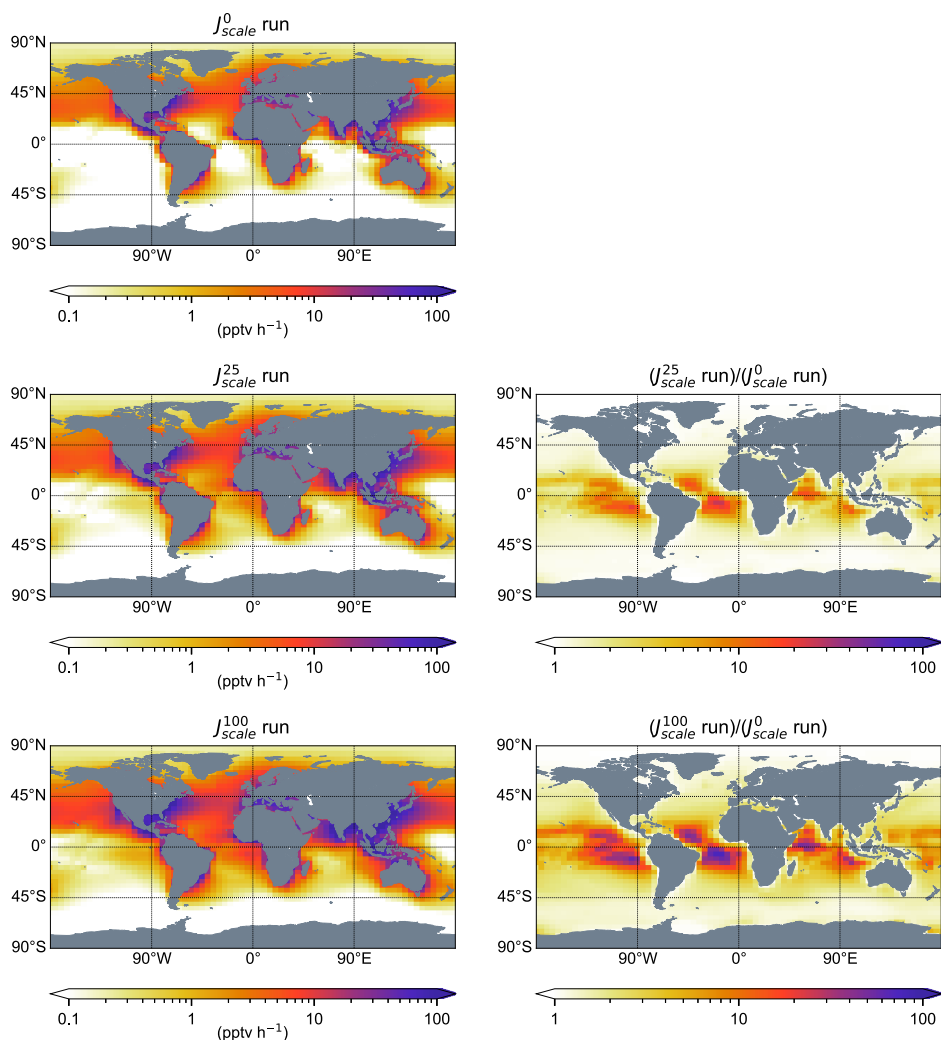 J⁰scale run
90°N
45°N
0°
45°S
90°S
90°W 0° 90°E
0.1 1 10 100
(pptv h⁻¹)
J²⁵scale run
90°N
45°N
0°
45°S
90°S
90°W 0° 90°E
0.1 1 10 100
(pptv h⁻¹)
(J²⁵scale run)/(J⁰scale run)
90°N
45°N
0°
45°S
90°S
90°W 0° 90°E
1 10 100
J¹⁰⁰scale run
90°N
45°N
0°
45°S
90°S
90°W 0° 90°E
0.1 1 10 100
(pptv h⁻¹)
(J¹⁰⁰scale run)/(J⁰scale run)
90°N
45°N
0°
45°S
90°S
90°W 0° 90°E
1 10 100